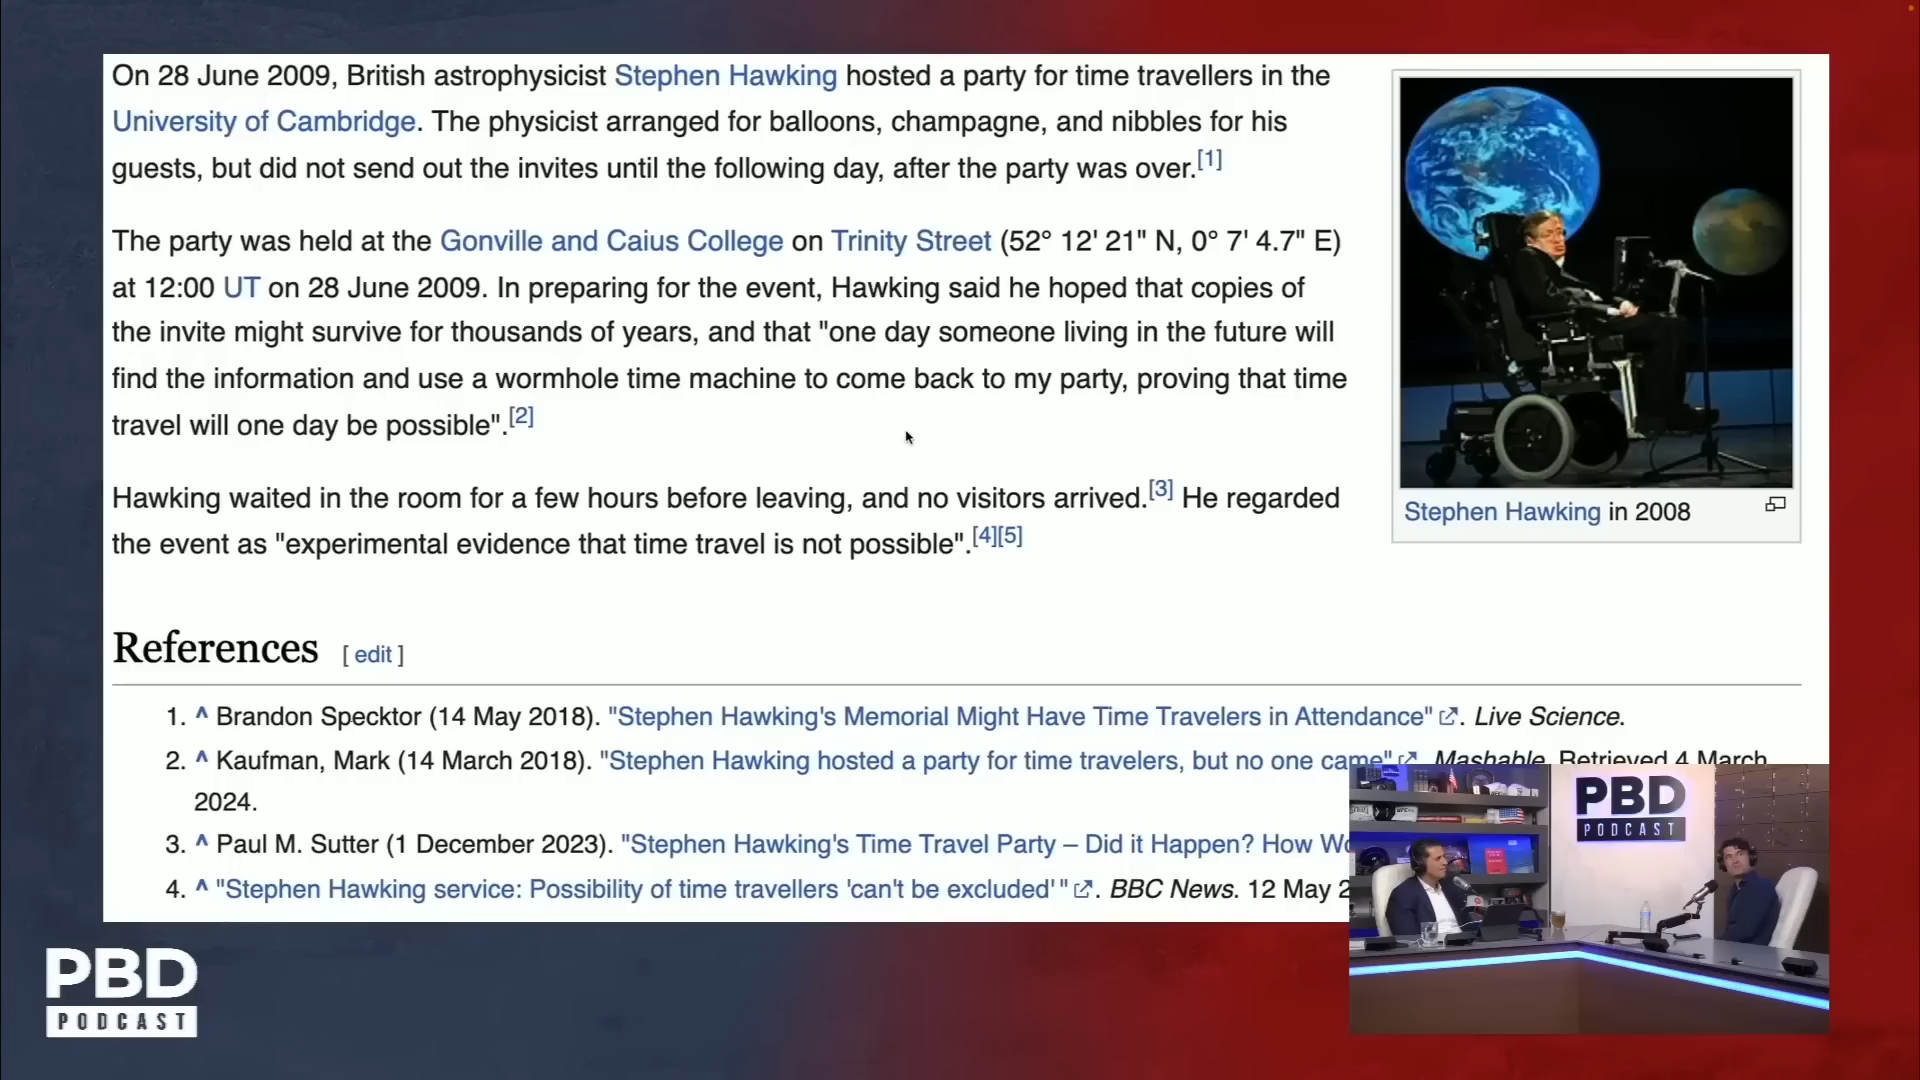 On 28 June 2009, British astrophysicist Stephen Hawking hosted a party for time travellers in the
University of Cambridge. The physicist arranged for balloons, champagne, and nibbles for his
guests, but did not send out the invites until the following day, after the party was over.[1]
The party was held at the Gonville and Caius College on Trinity Street (52° 12' 21" N, 0° 7' 4.7" E)
at 12:00 UT on 28 June 2009. In preparing for the event, Hawking said he hoped that copies of
the invite might survive for thousands of years, and that "one day someone living in the future will
find the information and use a wormhole time machine to come back to my party, proving that time
travel will one day be possible".[2]
Hawking waited in the room for a few hours before leaving, and no visitors arrived.[3] He regarded
the event as "experimental evidence that time travel is not possible".[4][5]
Stephen Hawking in 2008
References [ edit ]
1. ^ Brandon Specktor (14 May 2018). "Stephen Hawking's Memorial Might Have Time Travelers in Attendance". Live Science.
2. ^ Kaufman, Mark (14 March 2018). "Stephen Hawking hosted a party for time travelers, but no one came". Mashable. Retrieved 4 March
2024.
3. ^ Paul M. Sutter (1 December 2023). "Stephen Hawking's Time Travel Party – Did it Happen? How
4. ^ "Stephen Hawking service: Possibility of time travellers 'can't be excluded'". BBC News. 12 May
PBD
PODCAST
PBD
PODCAST